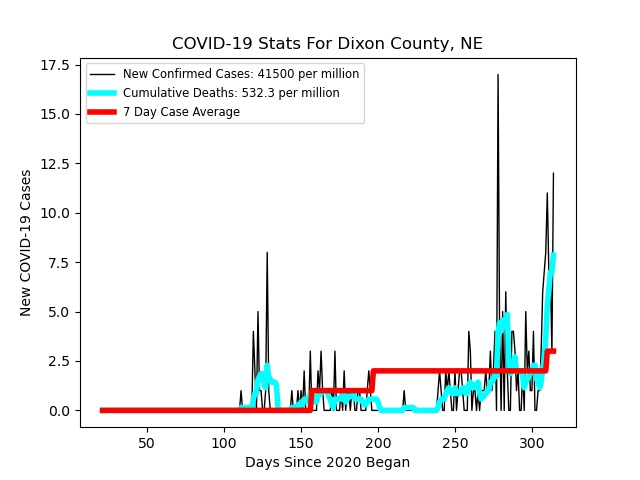 COVID-19 Stats For Dixon County, NE
17.5
15.0
12.5
10.0
7.5
5.0
2.5
0.0
New COVID-19 Cases
New Confirmed Cases: 41500 per million
Cumulative Deaths: 532.3 per million
7 Day Case Average
50 100 150 200 250 300
Days Since 2020 Began